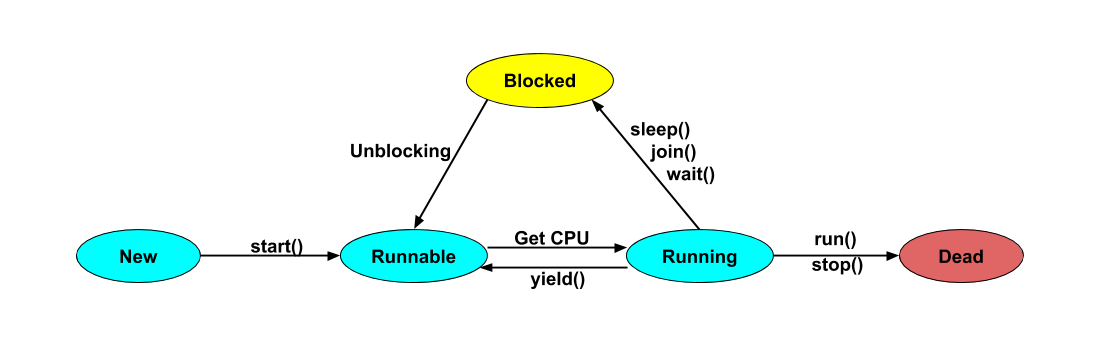 Blocked
sleep()
join()
wait()
Unblocking
New
start()
Runnable
Get CPU
yield()
Running
run()
stop()
Dead